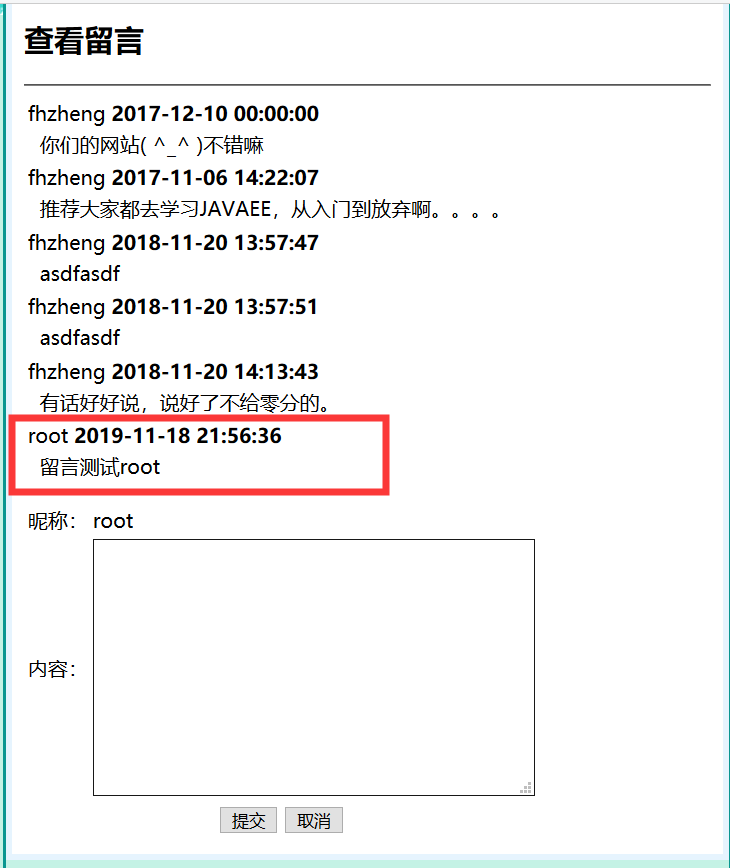 查看留言
fhzheng 2017-12-10 00:00:00
你们的网站( ^_^ )不错嘛
fhzheng 2017-11-06 14:22:07
推荐大家都去学习JAVAEE，从入门到放弃啊。。。。
fhzheng 2018-11-20 13:57:47
asdfasdf
fhzheng 2018-11-20 13:57:51
asdfasdf
fhzheng 2018-11-20 14:13:43
有话好好说，说好了不给零分的。
root 2019-11-18 21:56:36
留言测试root
昵称： root
内容：
提交 取消